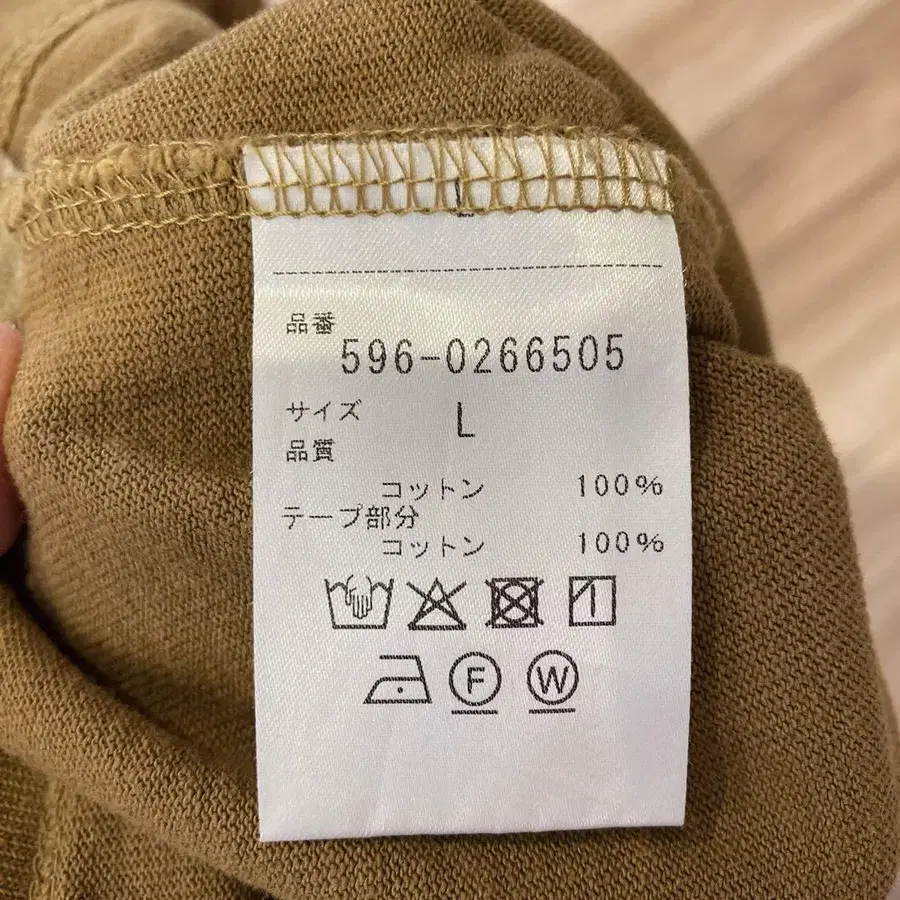 L
品番
596-0266505
サイズ L
品質
コットン 100%
テープ部分
コットン 100%
F W